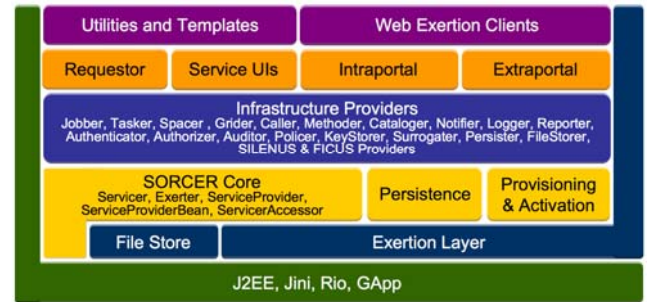 Utilities and Templates
Web Exertion Clients
Requestor
Service UIs
Intraportal
Extraportal
Infrastructure Providers
Jobber, Tasker, Spacer , Grider, Caller, Methoder, Cataloger, Notifier, Logger, Reporter,
Authenticator, Authorizer, Auditor, Policer, KeyStorer, Surrogater, Persister, FileStorer,
SILENUS & FICUS Providers
SORCER Core
Servicer, Exerter, ServiceProvider,
ServiceProviderBean, ServicerAccessor
Persistence
Provisioning
& Activation
File Store
Exertion Layer
J2EE, Jini, Rio, GApp